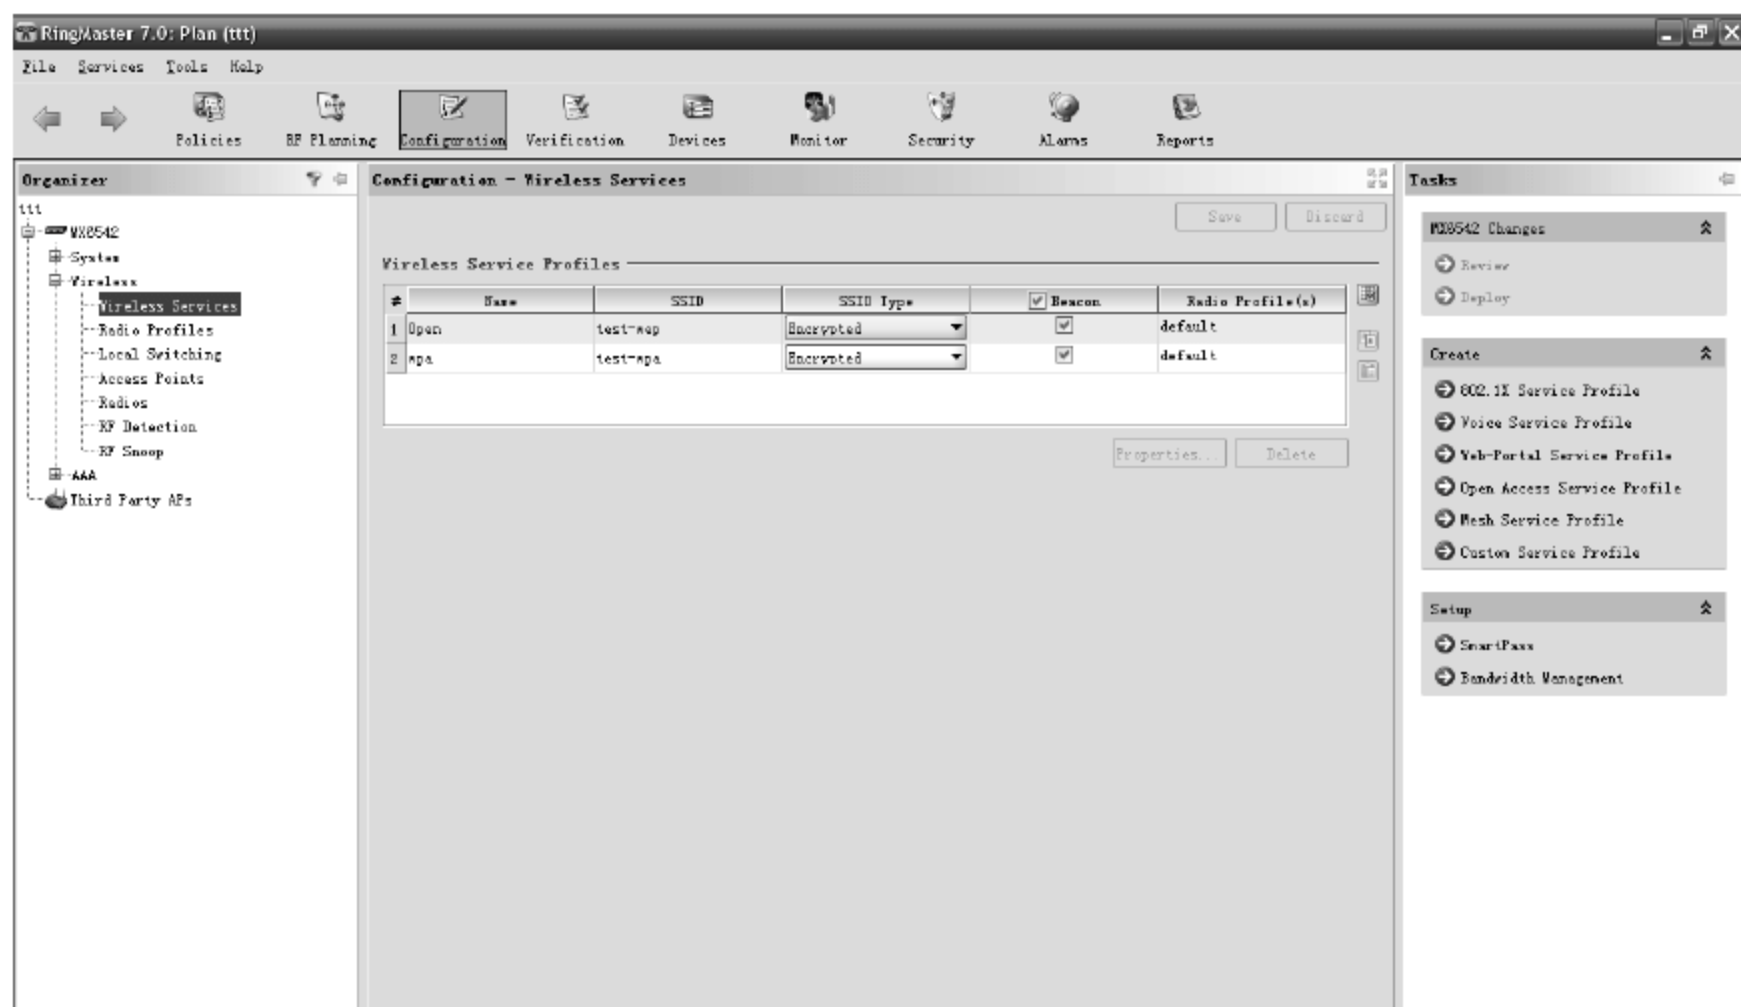 RingMaster 7.0: Plan (ttt)
File Services Tools Help
Policies RF Planning Configuration Verification Devices Monitor Security Alarms Reports
Organizer
ttt
MX8542
System
Wireless
Wireless Services
Radio Profiles
Local Switching
Access Points
Radios
RF Detection
RF Snoop
AAA
Third Party APs
Configuration - Wireless Services
Save Discard
Wireless Service Profiles
# Name SSID SSID Type Beacon Radio Profile(s)
1 Open test-wep Encrypted default
2 wpa test-wpa Encrypted default
Properties... Delete
Tasks
MX8542 Changes
Review
Deploy
Create
802.1X Service Profile
Voice Service Profile
Web-Portal Service Profile
Open Access Service Profile
Mesh Service Profile
Custom Service Profile
Setup
SmartPass
Bandwidth Management